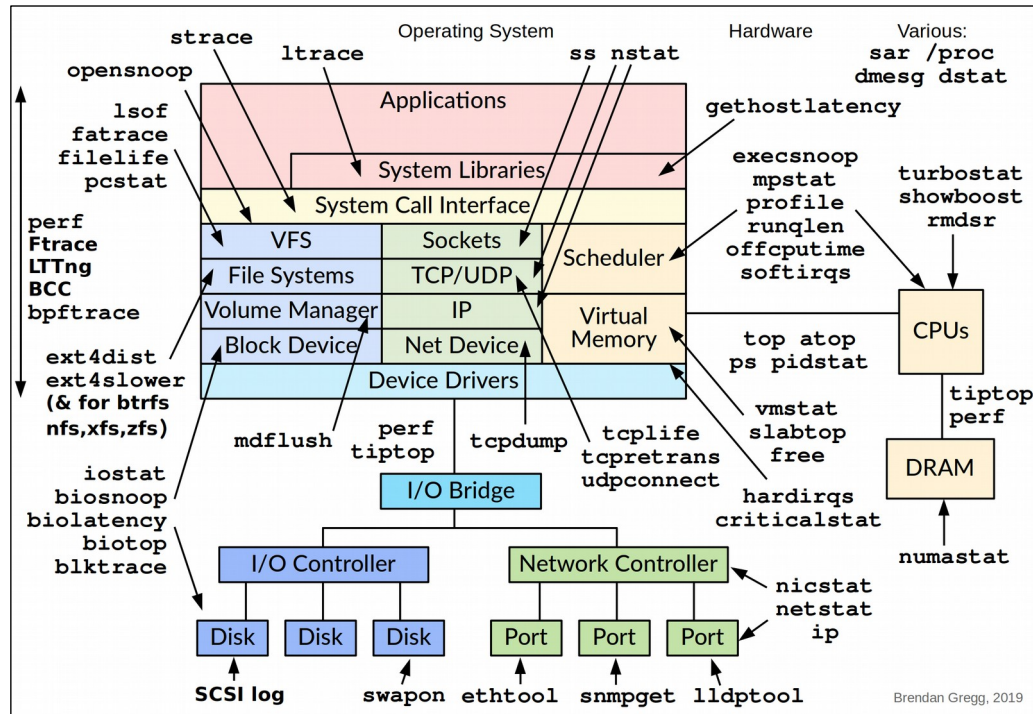 Operating System
Hardware
Various:
sar /proc
dmesg dstat
strace
ltrace
ss nstat
opensnoop
lsof
fatrace
filelife
pcstat
gethostlatency
perf
Ftrace
LTTng
BCC
bpftrace
Applications
System Libraries
System Call Interface
VFS
Sockets
Scheduler
File Systems
TCP/UDP
Volume Manager
IP
Virtual
Memory
Block Device
Net Device
Device Drivers
execsnoop
mpstat
profile
runqlen
offcputime
softirqs
turbostat
showboost
rmdsr
CPUs
top atop
ps pidstat
tiptop
perf
DRAM
numastat
ext4dist
ext4slower
(& for btrfs
nfs,xfs,zfs)
mdflush
perf
tiptop
tcpdump
tcplife
tcpretrans
udpconnect
vmstat
slabtop
free
hardirqs
criticalstat
iostat
biosnoop
biolatency
biotop
blktrace
I/O Bridge
I/O Controller
Network Controller
nicstat
netstat
ip
Disk
Disk
Disk
Port
Port
Port
SCSI log
swapon
ethtool
snmpget
lldptool
Brendan Gregg, 2019